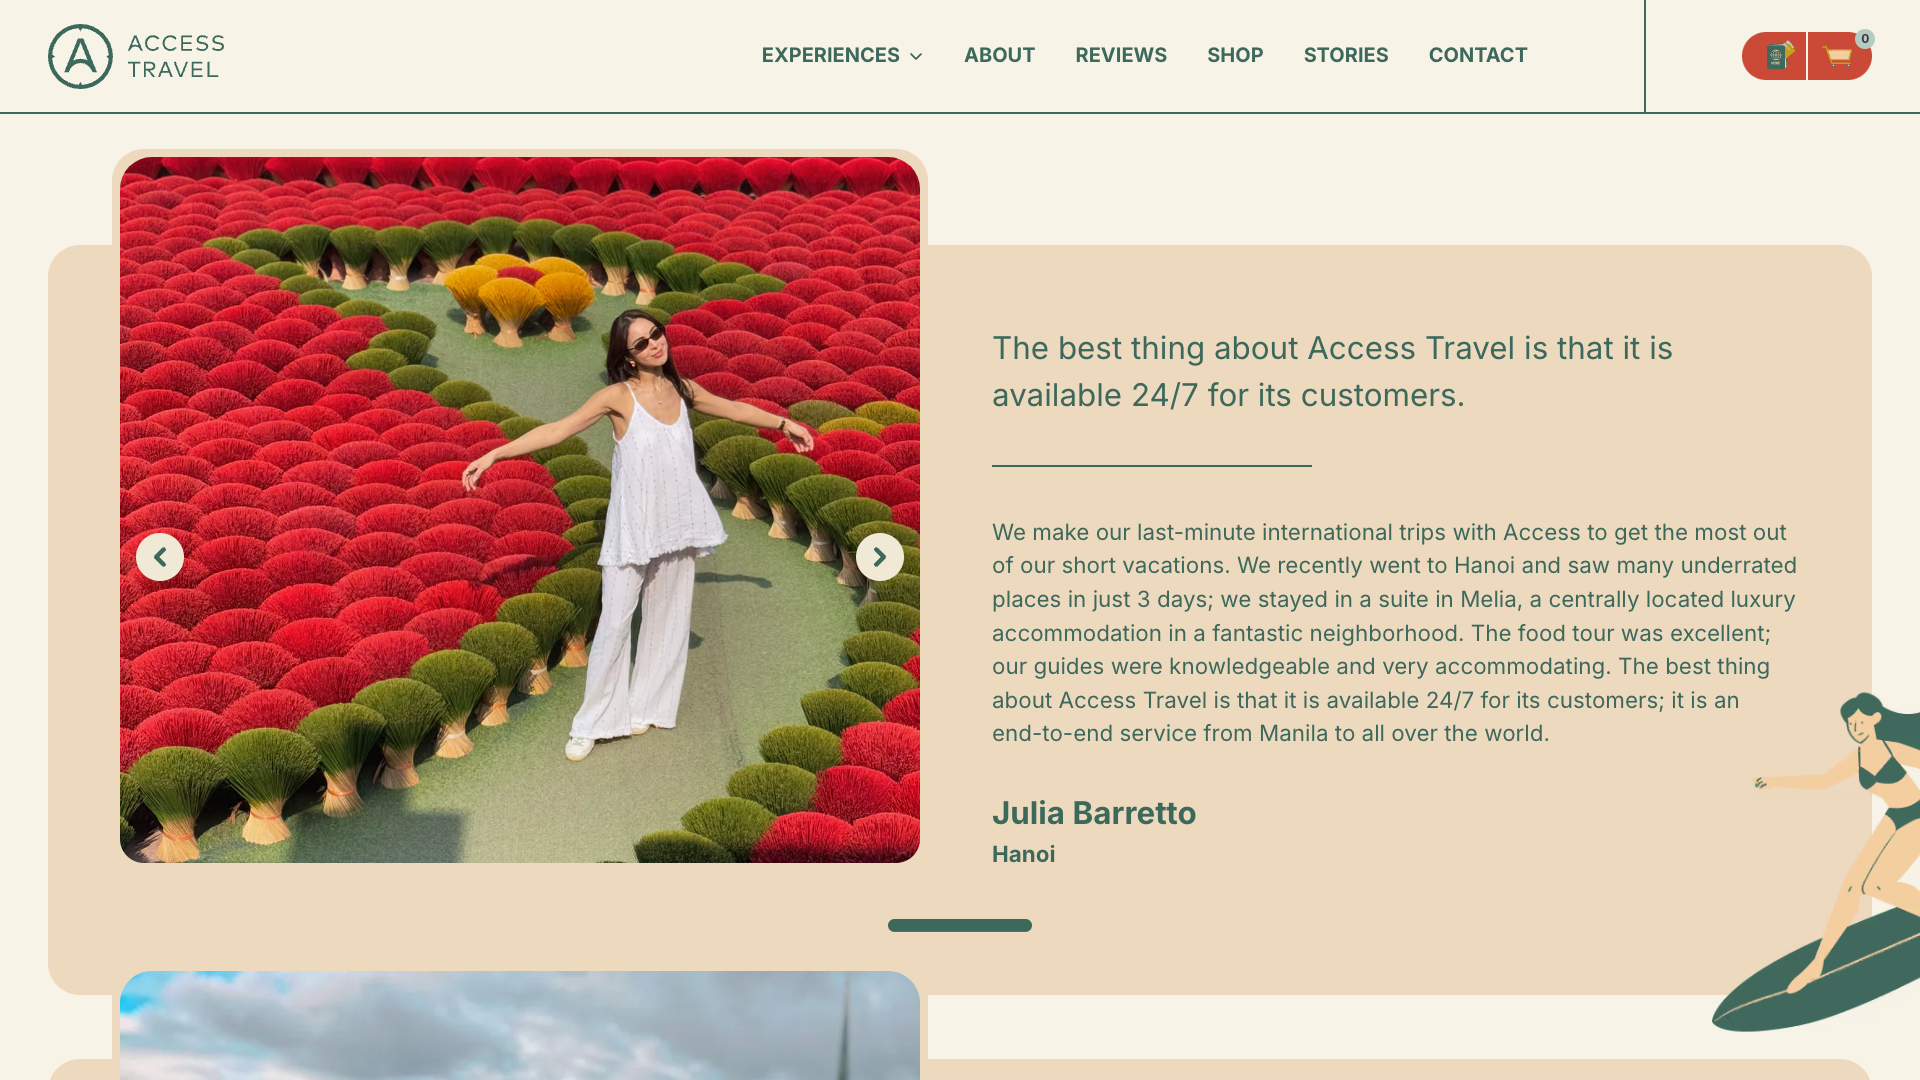 ACCESS
TRAVEL
EXPERIENCES ABOUT REVIEWS SHOP STORIES CONTACT
0
The best thing about Access Travel is that it is
available 24/7 for its customers.
We make our last-minute international trips with Access to get the most out
of our short vacations. We recently went to Hanoi and saw many underrated
places in just 3 days; we stayed in a suite in Melia, a centrally located luxury
accommodation in a fantastic neighborhood. The food tour was excellent;
our guides were knowledgeable and very accommodating. The best thing
about Access Travel is that it is available 24/7 for its customers; it is an
end-to-end service from Manila to all over the world.
Julia Barretto
Hanoi